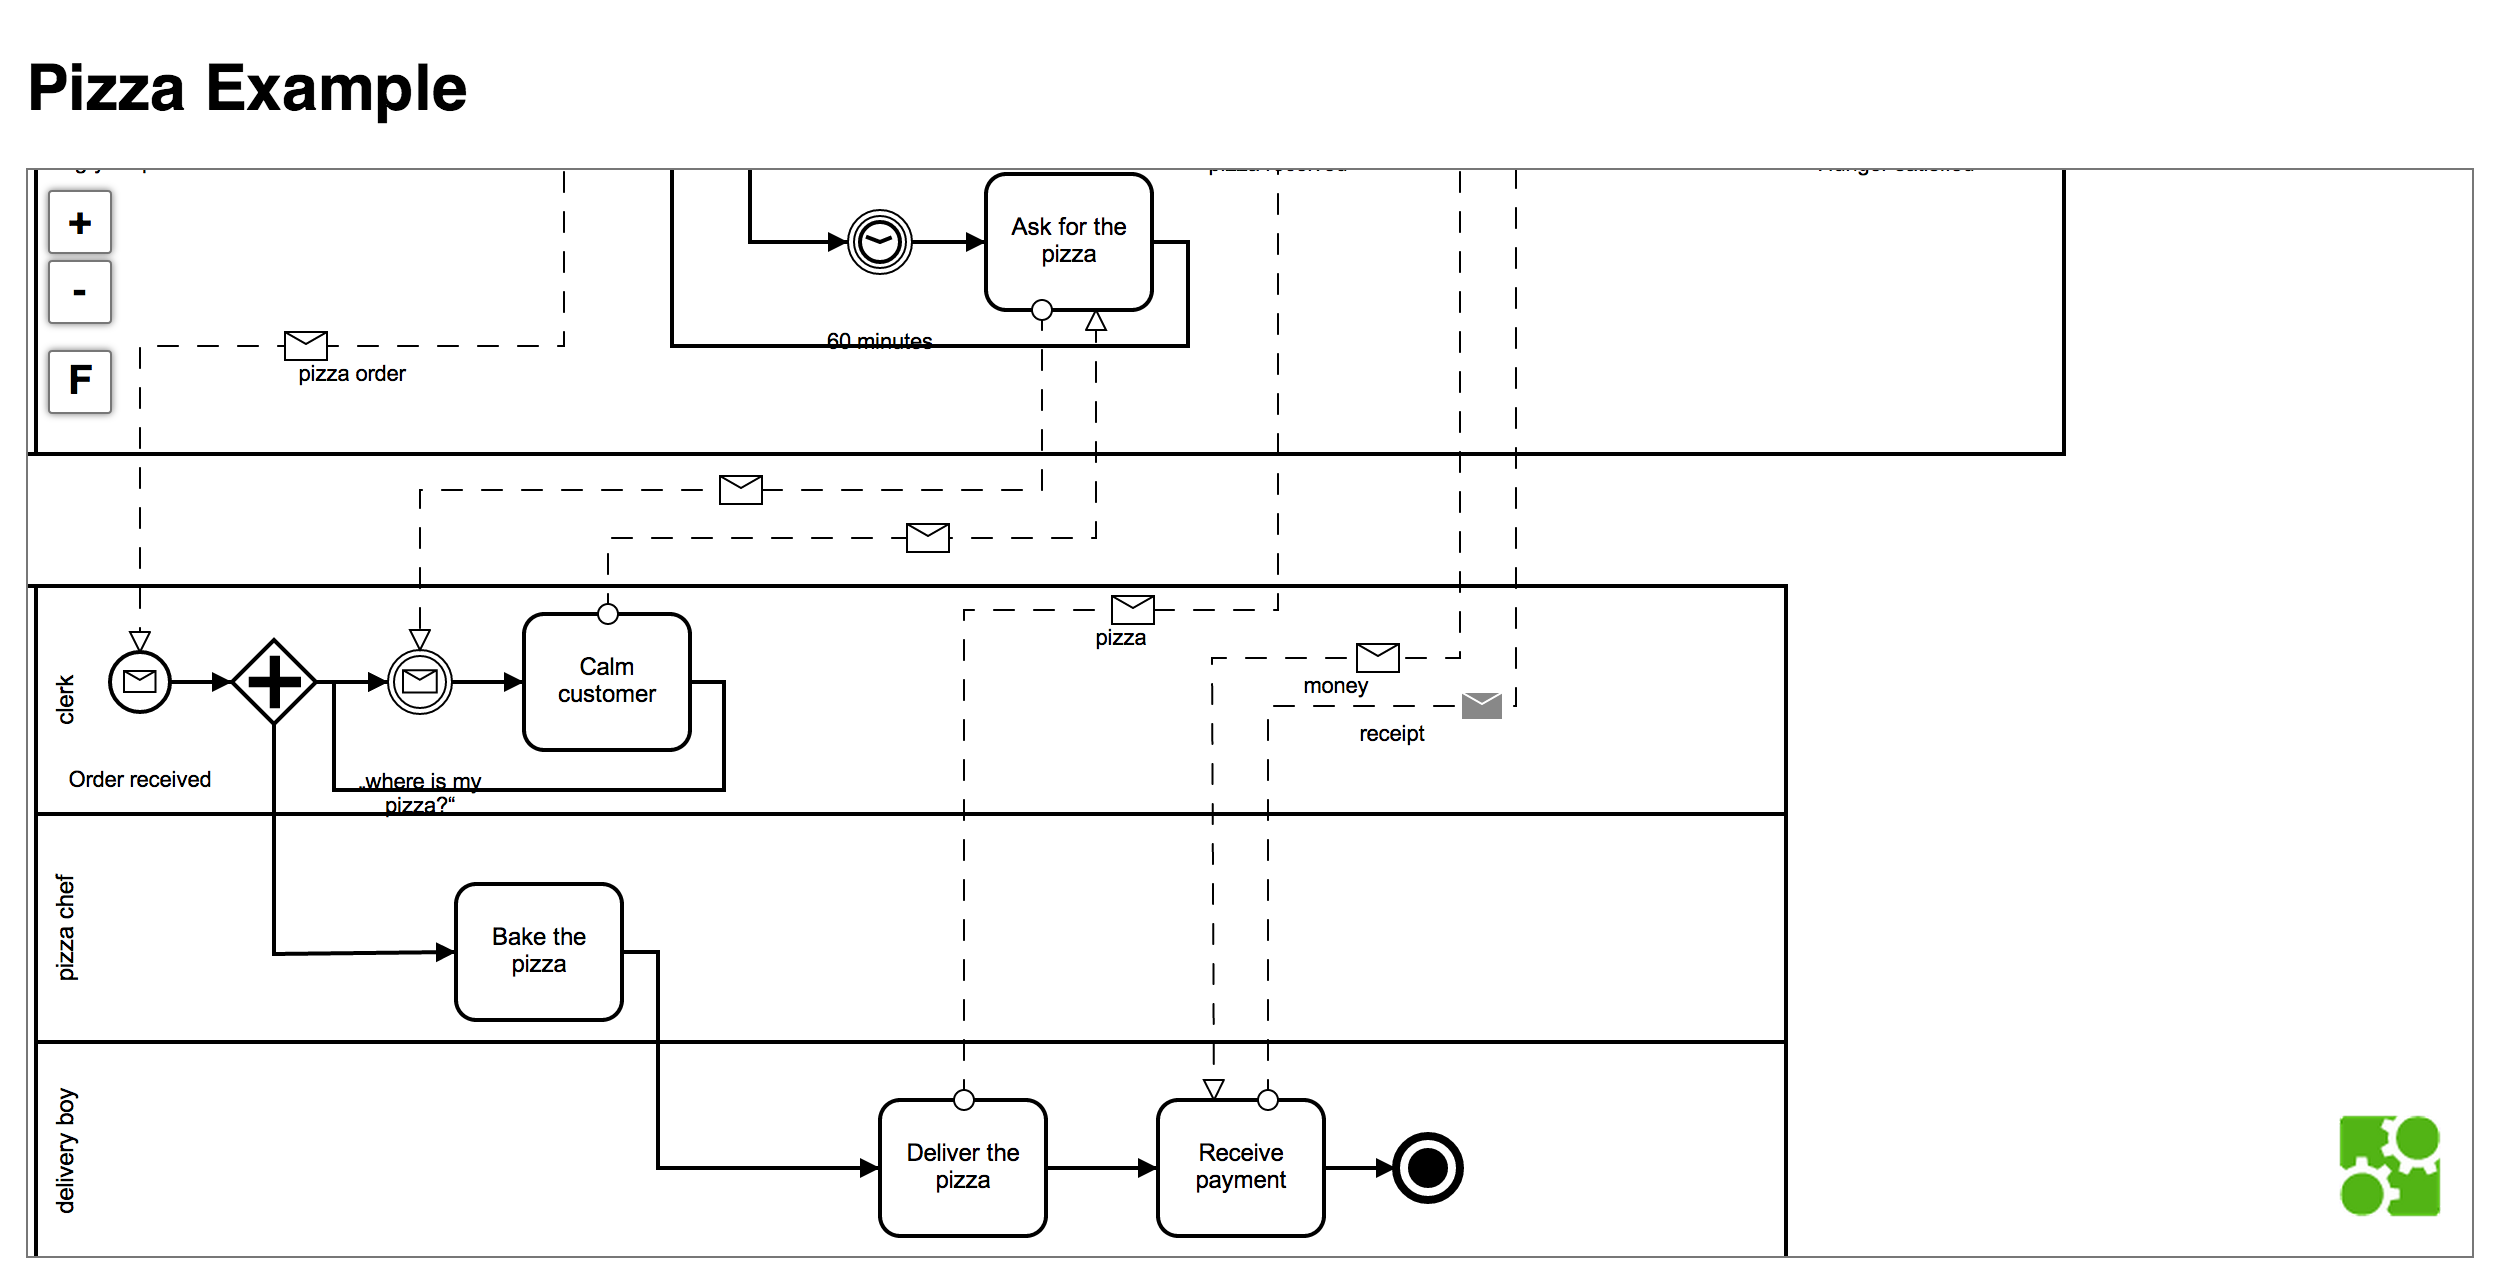 Pizza Example
+
-
F
Ask for the
pizza
60 minutes
pizza order
pizza
money
receipt
clerk
Calm
customer
Order received
„where is my
pizza?“
pizza chef
Bake the
pizza
delivery boy
Deliver the
pizza
Receive
payment